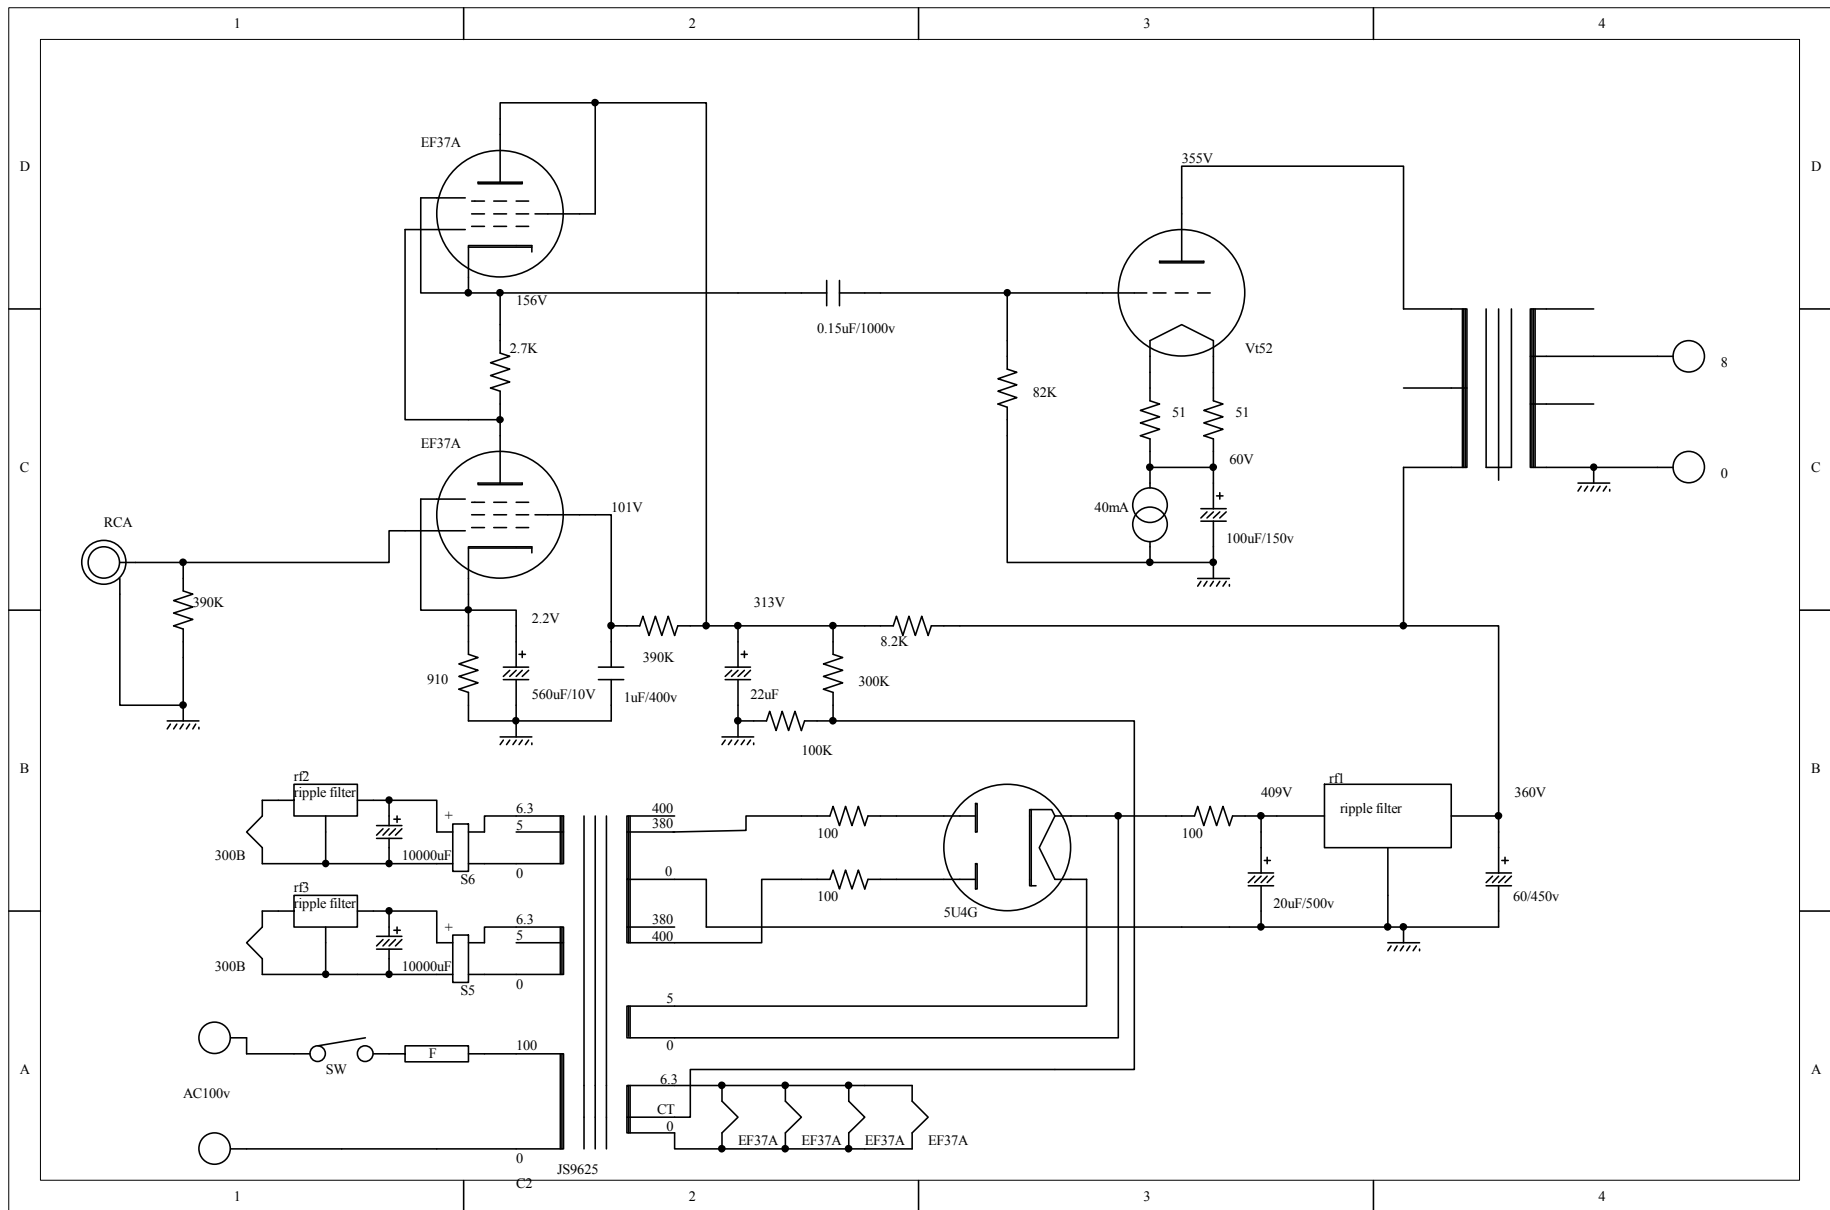 1 2 3 4
D D
EF37A
355V
156V
0.15uF/1000v
2.7K
Vt52
8
82K
51 51
EF37A
60V
C C
0
101V
40mA
RCA
100uF/150v
390K
2.2V
313V
390K
8.2K
910
560uF/10V
1uF/400v
22uF
300K
100K
B B
rf2
ripple filter
+
6.3
5
400
380
409V
rf1
ripple filter
360V
300B
10000uF
S6
0
100
100
0
rf3
ripple filter
+
6.3
5
100
380
400
5U4G
20uF/500v
60/450v
300B
10000uF
S5
0
5
0
100
F
SW
A A
AC100v
6.3
CT
0
EF37A EF37A EF37A EF37A
0
JS9625
C2
1 2 3 4